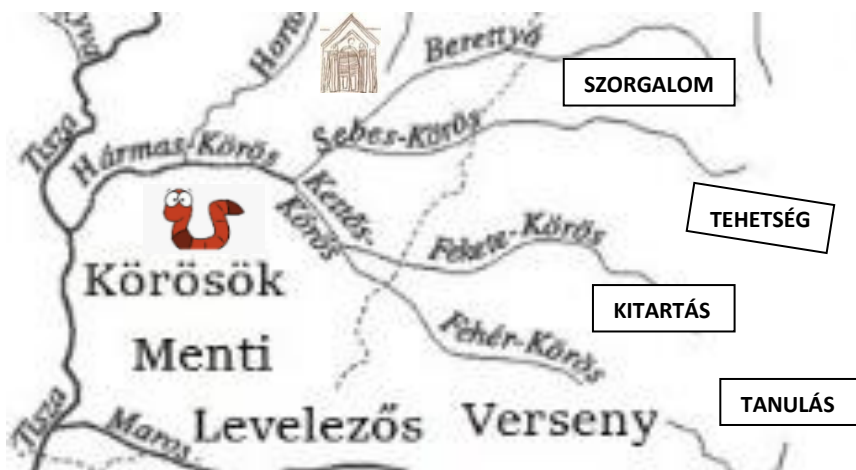 Berettyó
Horto
SZORGALOM
Tisza
Hármas-Körös
Sebes-Körös
Kettős-
Körös
TEHETSÉG
Fekete-Körös
Körösök
KITARTÁS
Menti
Fehér-Körös
Tisza
Maros
Levelezős Verseny
TANULÁS